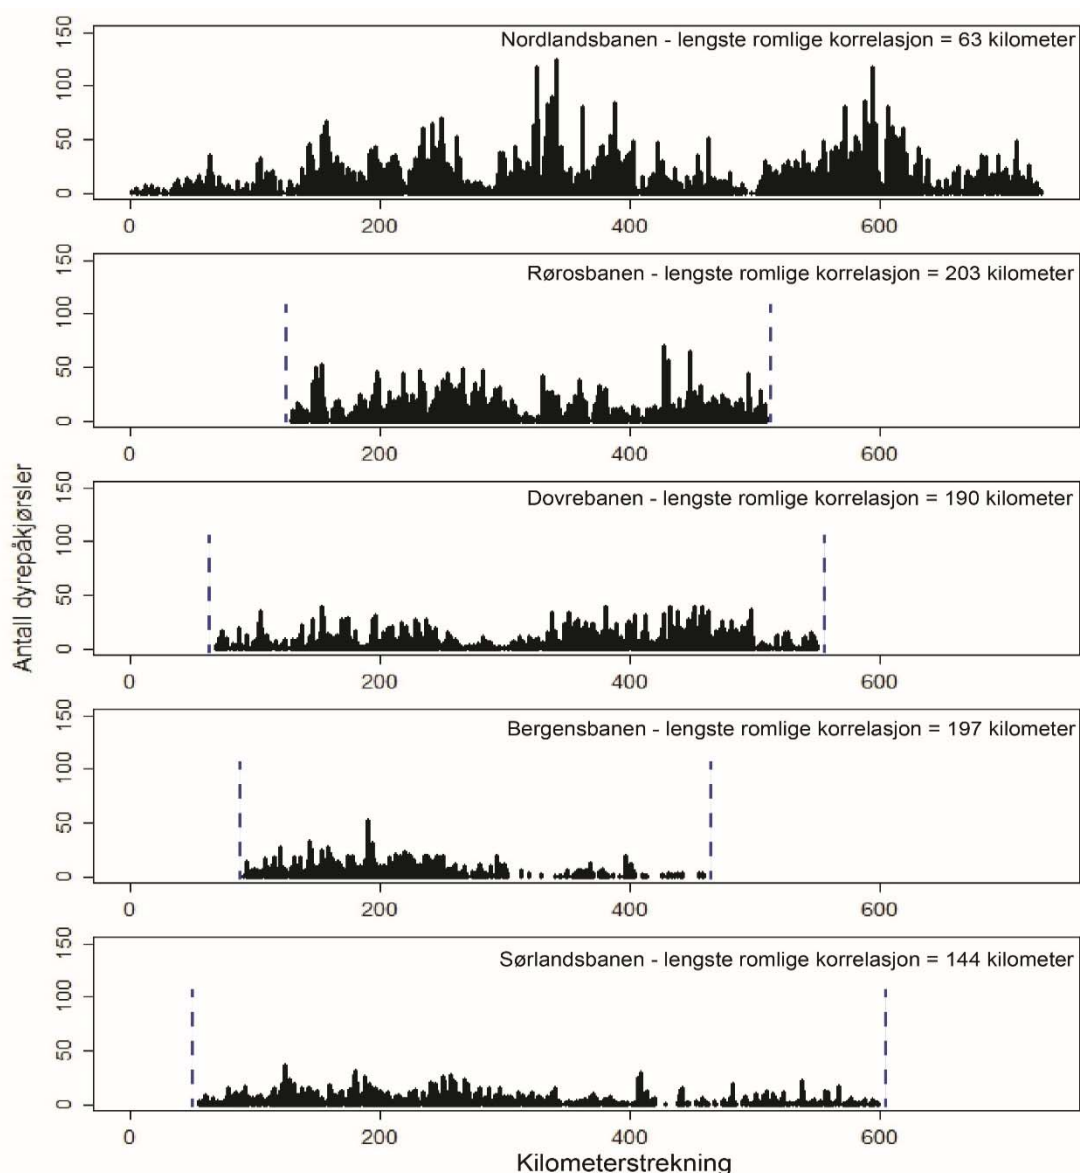 150
Nordlandsbanen - lengste romlige korrelasjon = 63 kilometer
100
50
0
0 200 400 600
150
Rørosbanen - lengste romlige korrelasjon = 203 kilometer
100
50
0
0 200 400 600
Antall dyrepåkjørsler
150
Dovrebanen - lengste romlige korrelasjon = 190 kilometer
100
50
0
0 200 400 600
150
Bergensbanen - lengste romlige korrelasjon = 197 kilometer
100
50
0
0 200 400 600
150
Sørlandsbanen - lengste romlige korrelasjon = 144 kilometer
100
50
0
0 200 400 600
Kilometerstrekning